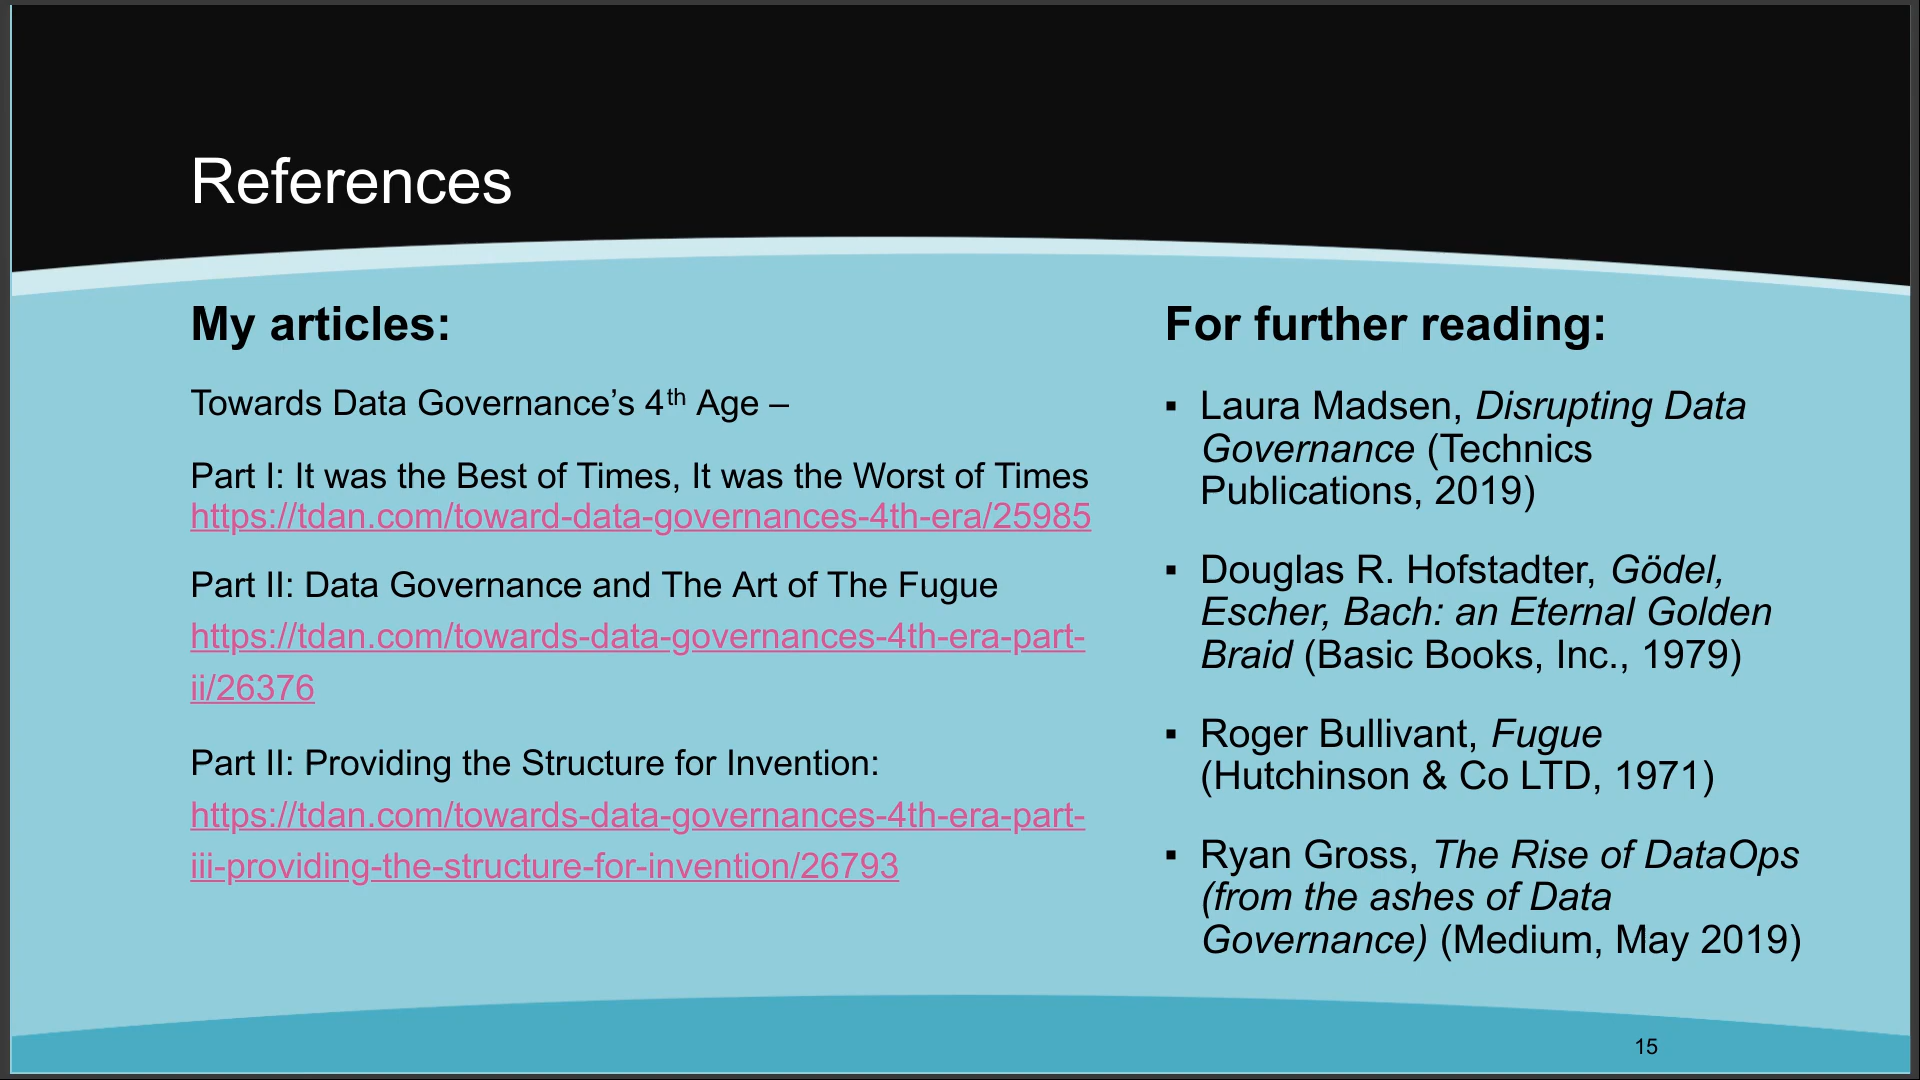 References
My articles:
Towards Data Governance’s 4th Age –
Part I: It was the Best of Times, It was the Worst of Times
https://tdan.com/toward-data-governances-4th-era/25985
Part II: Data Governance and The Art of The Fugue
https://tdan.com/towards-data-governances-4th-era-part-
ii/26376
Part II: Providing the Structure for Invention:
https://tdan.com/towards-data-governances-4th-era-part-
iii-providing-the-structure-for-invention/26793
For further reading:
▪ Laura Madsen, Disrupting Data
Governance (Technics
Publications, 2019)
▪ Douglas R. Hofstadter, Gödel,
Escher, Bach: an Eternal Golden
Braid (Basic Books, Inc., 1979)
▪ Roger Bullivant, Fugue
(Hutchinson & Co LTD, 1971)
▪ Ryan Gross, The Rise of DataOps
(from the ashes of Data
Governance) (Medium, May 2019)
15